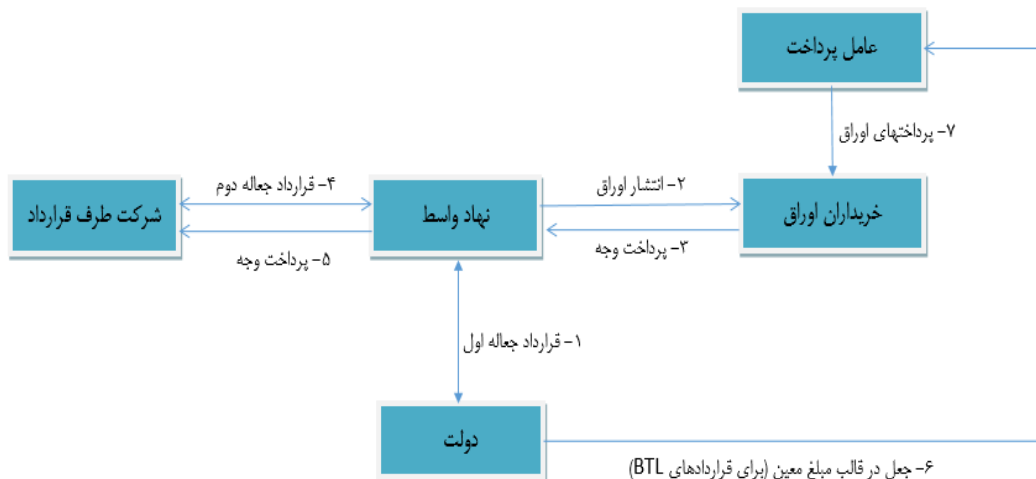 عامل پرداخت
۷- پرداختهای اوراق
شرکت طرف قرارداد
۴- قرارداد جعاله دوم
۵- پرداخت وجه
نهاد واسط
۲- انتشار اوراق
۳- پرداخت وجه
خریداران اوراق
۱- قرارداد جعاله اول
دولت
۶- جعل در قالب مبلغ معین (برای قراردادهای BTL)